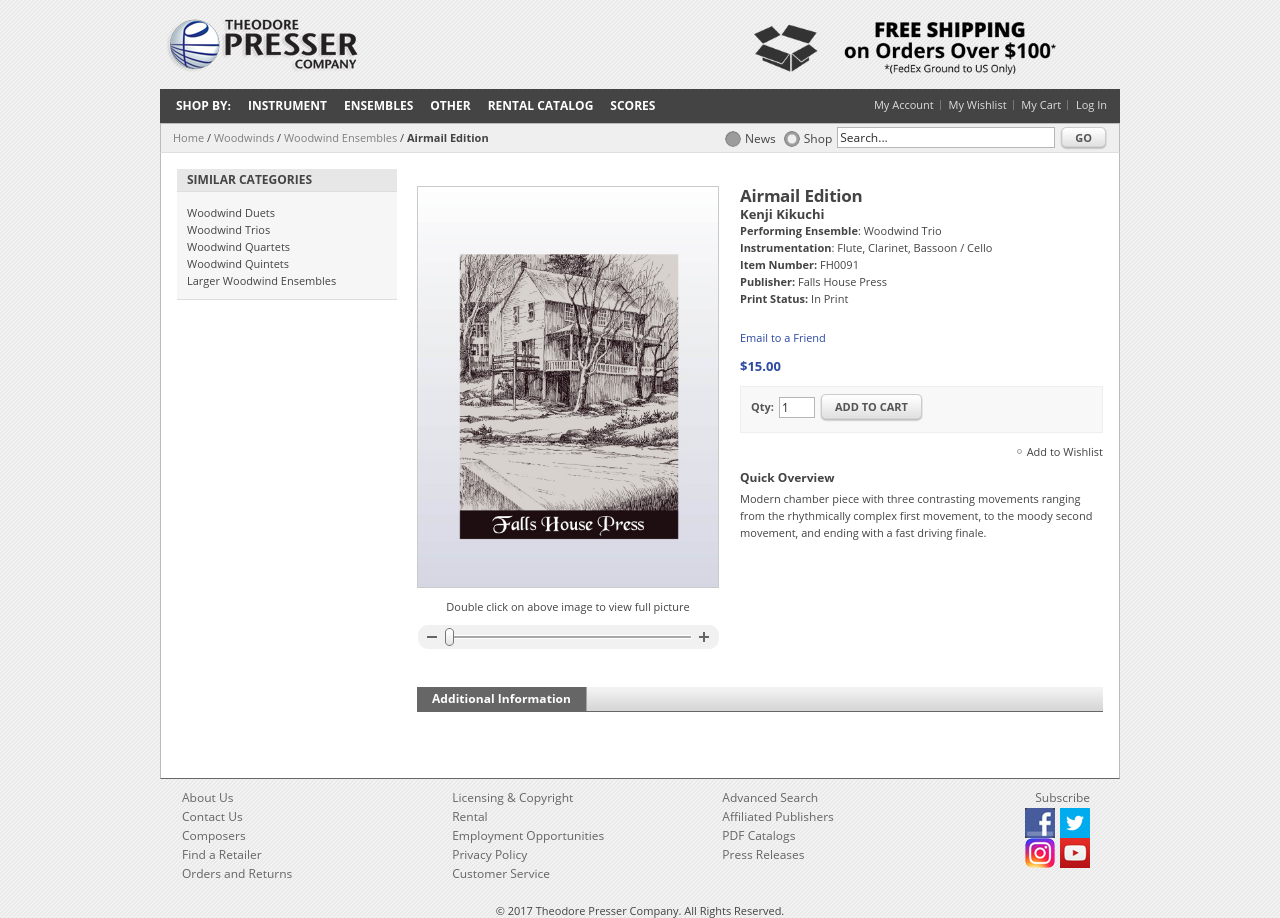 THEODORE
PRESSER
COMPANY
FREE SHIPPING
on Orders Over $100*
*(FedEx Ground to US Only)
SHOP BY: INSTRUMENT ENSEMBLES OTHER RENTAL CATALOG SCORES
My Account My Wishlist My Cart Log In
Home / Woodwinds / Woodwind Ensembles / Airmail Edition
News Shop Search... GO
SIMILAR CATEGORIES
Woodwind Duets
Woodwind Trios
Woodwind Quartets
Woodwind Quintets
Larger Woodwind Ensembles
Falls House Press
Double click on above image to view full picture
Airmail Edition
Kenji Kikuchi
Performing Ensemble: Woodwind Trio
Instrumentation: Flute, Clarinet, Bassoon / Cello
Item Number: FH0091
Publisher: Falls House Press
Print Status: In Print
Email to a Friend
$15.00
Qty: 1 ADD TO CART
Add to Wishlist
Quick Overview
Modern chamber piece with three contrasting movements ranging
from the rhythmically complex first movement, to the moody second
movement, and ending with a fast driving finale.
Additional Information
About Us
Contact Us
Composers
Find a Retailer
Orders and Returns
Licensing & Copyright
Rental
Employment Opportunities
Privacy Policy
Customer Service
Advanced Search
Affiliated Publishers
PDF Catalogs
Press Releases
Subscribe
© 2017 Theodore Presser Company. All Rights Reserved.